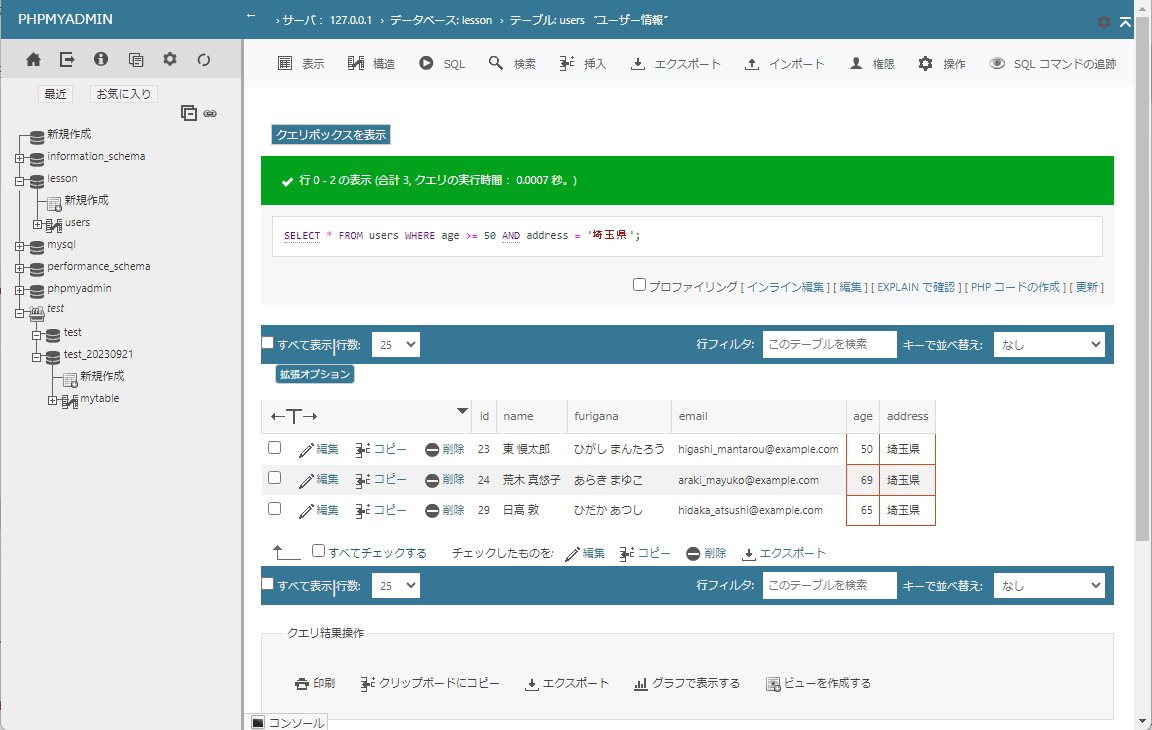 PHPMYADMIN
← › サーバ： 127.0.0.1 › データベース: lesson › テーブル: users "ユーザー情報"
表示 構造 SQL 検索 挿入 エクスポート インポート 権限 操作 SQL コマンドの追跡
最近 お気に入り
新規作成
information_schema
lesson
新規作成
users
mysql
performance_schema
phpmyadmin
test
test
test_20230921
新規作成
mytable
クエリボックスを表示
行 0 - 2 の表示 (合計 3, クエリの実行時間： 0.0007 秒。)
SELECT * FROM users WHERE age >= 50 AND address = '埼玉県';
プロファイリング [ インライン編集 ] [ 編集 ] [ EXPLAIN で確認 ] [ PHP コードの作成 ] [ 更新 ]
すべて表示 行数: 25 行フィルタ: このテーブルを検索 キーで並べ替え: なし
拡張オプション
←T→ id name furigana email age address
編集 コピー 削除 23 東 慢太郎 ひがし まんたろう higashi_mantarou@example.com 50 埼玉県
編集 コピー 削除 24 荒木 真悠子 あらき まゆこ araki_mayuko@example.com 69 埼玉県
編集 コピー 削除 29 日高 敦 ひだか あつし hidaka_atsushi@example.com 65 埼玉県
すべてチェックする チェックしたものを: 編集 コピー 削除 エクスポート
すべて表示 行数: 25 行フィルタ: このテーブルを検索 キーで並べ替え: なし
クエリ結果操作
印刷 クリップボードにコピー エクスポート グラフで表示する ビューを作成する
コンソール